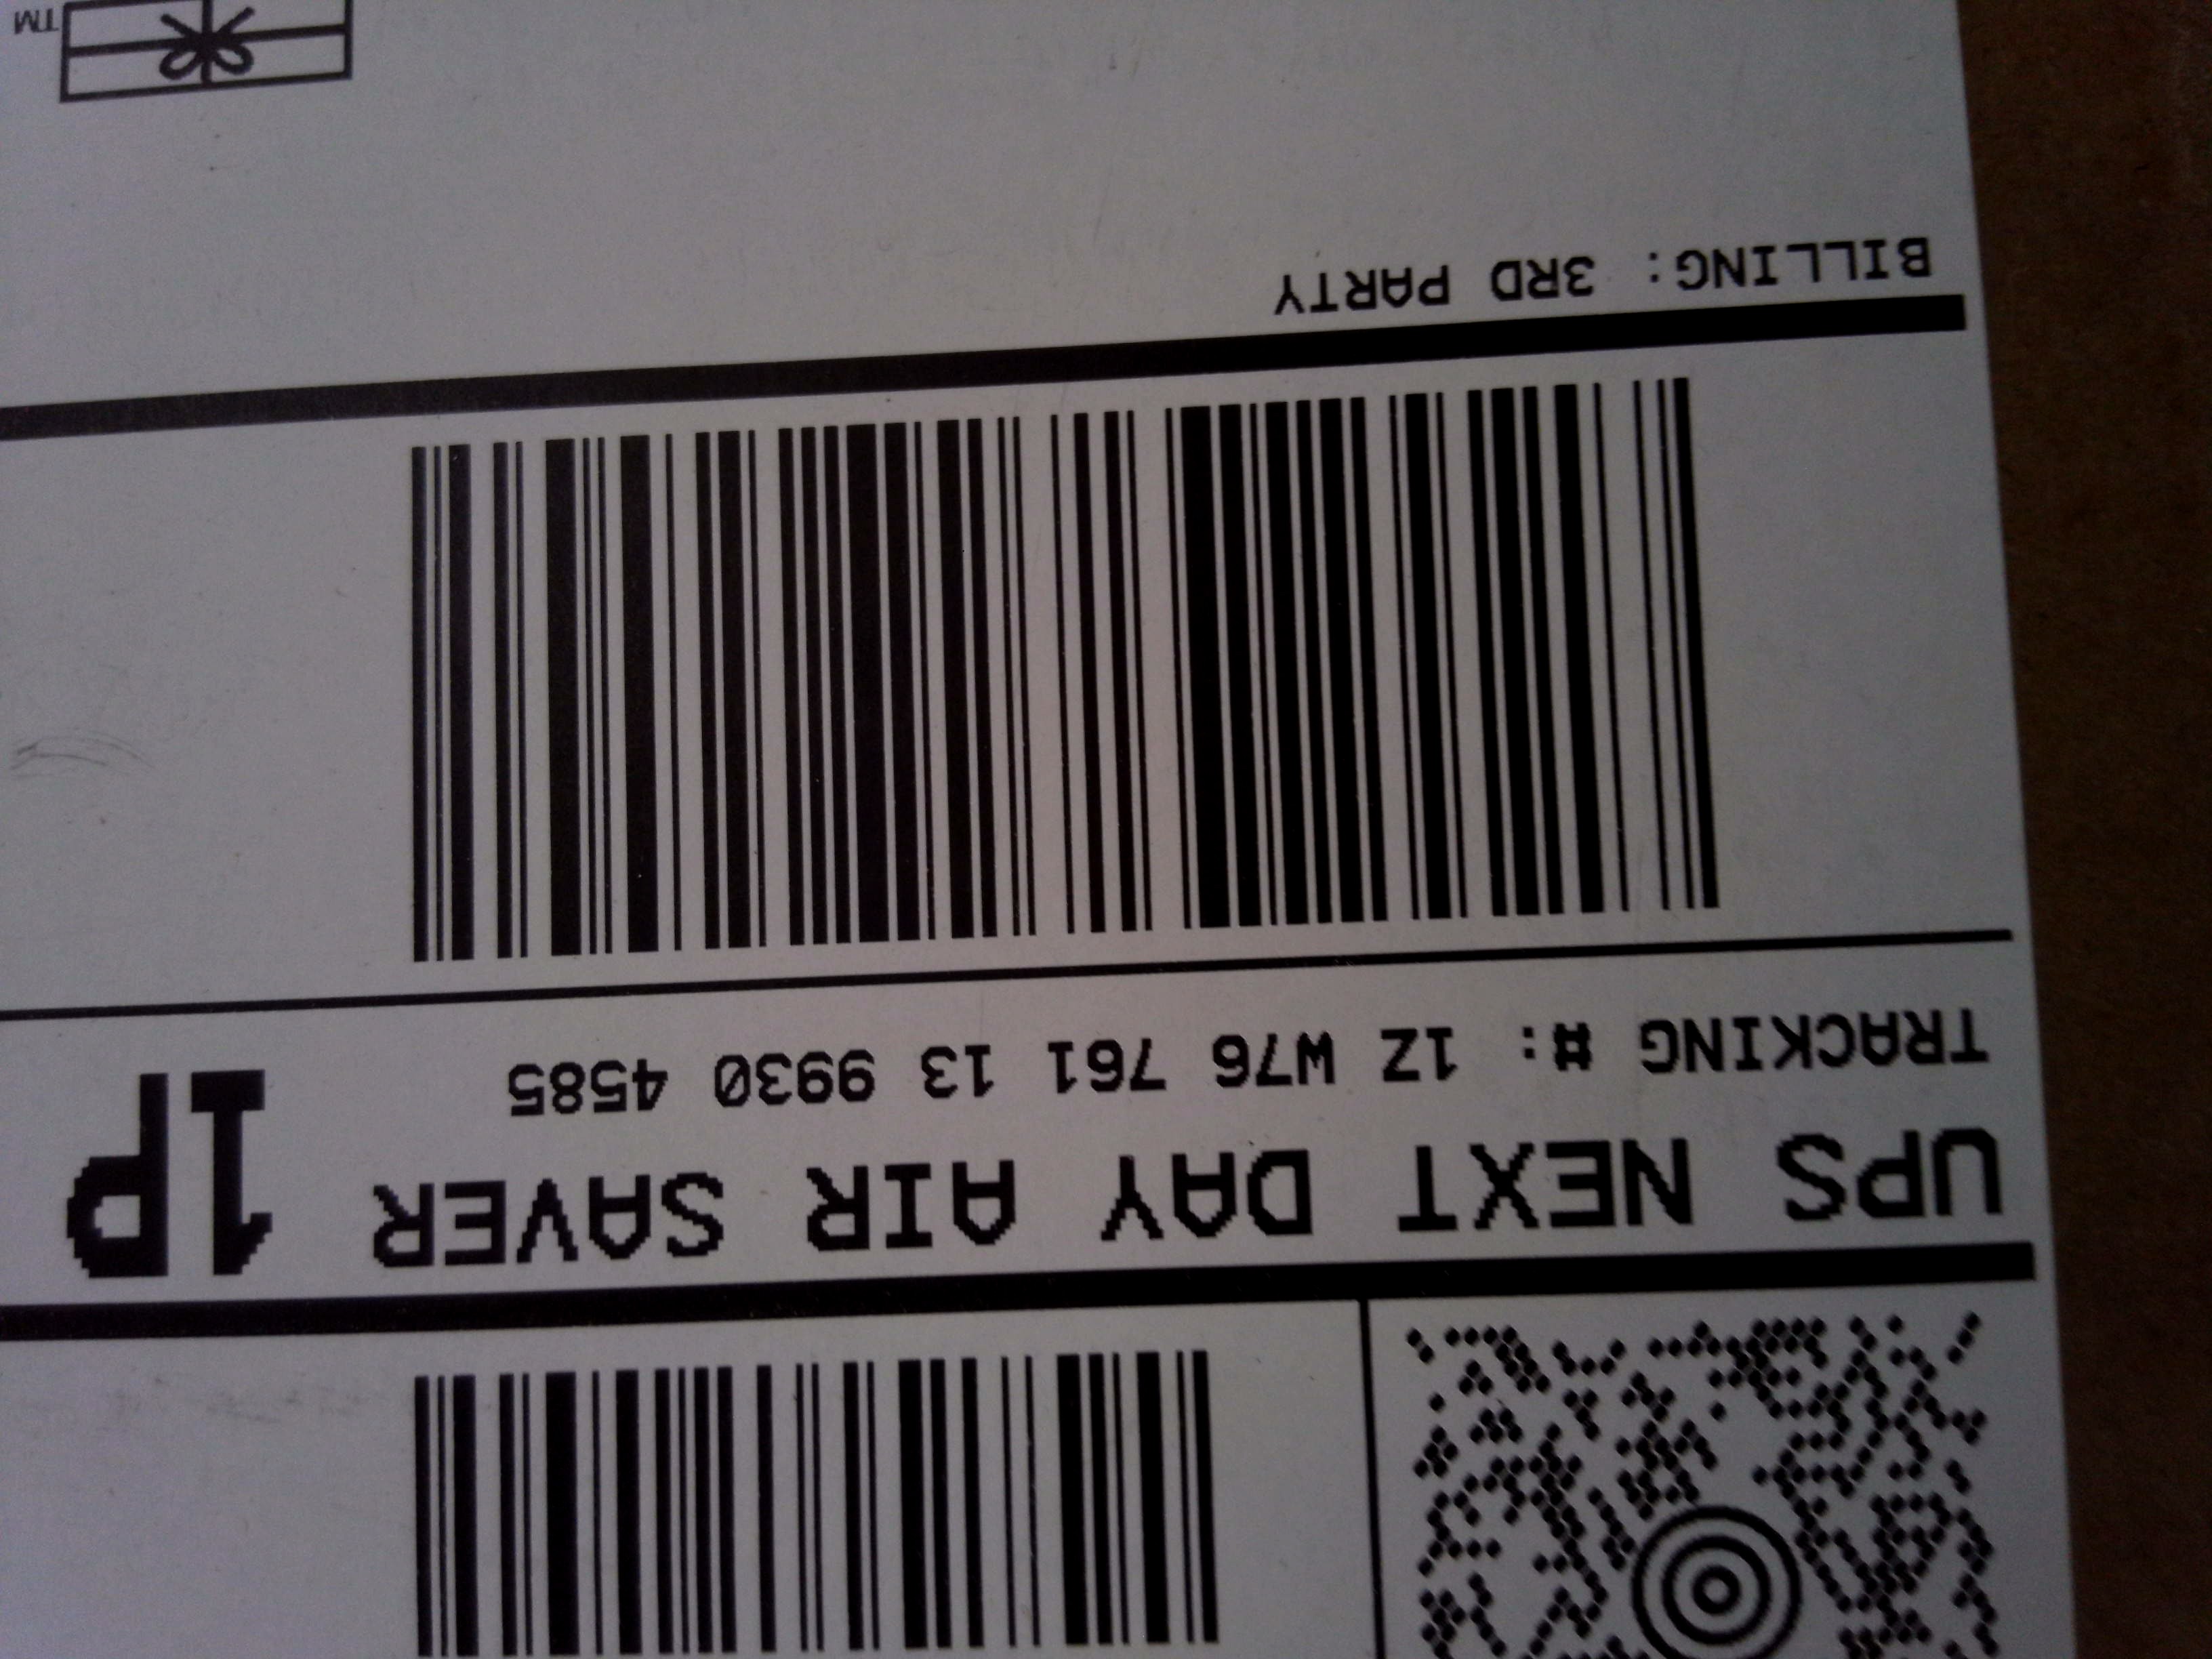 UPS NEXT DAY AIR SAVER 1P
TRACKING #: 1Z W76 761 13 9930 4585
BILLING: 3RD PARTY
TM